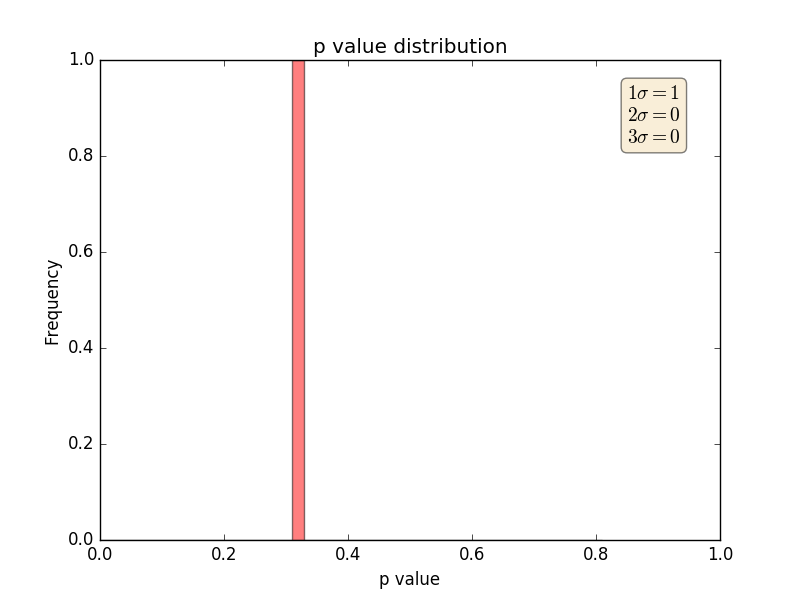 p value distribution
1.0
0.8
0.6
0.4
0.2
0.0
Frequency
1σ = 1
2σ = 0
3σ = 0
0.0 0.2 0.4 0.6 0.8 1.0
p value